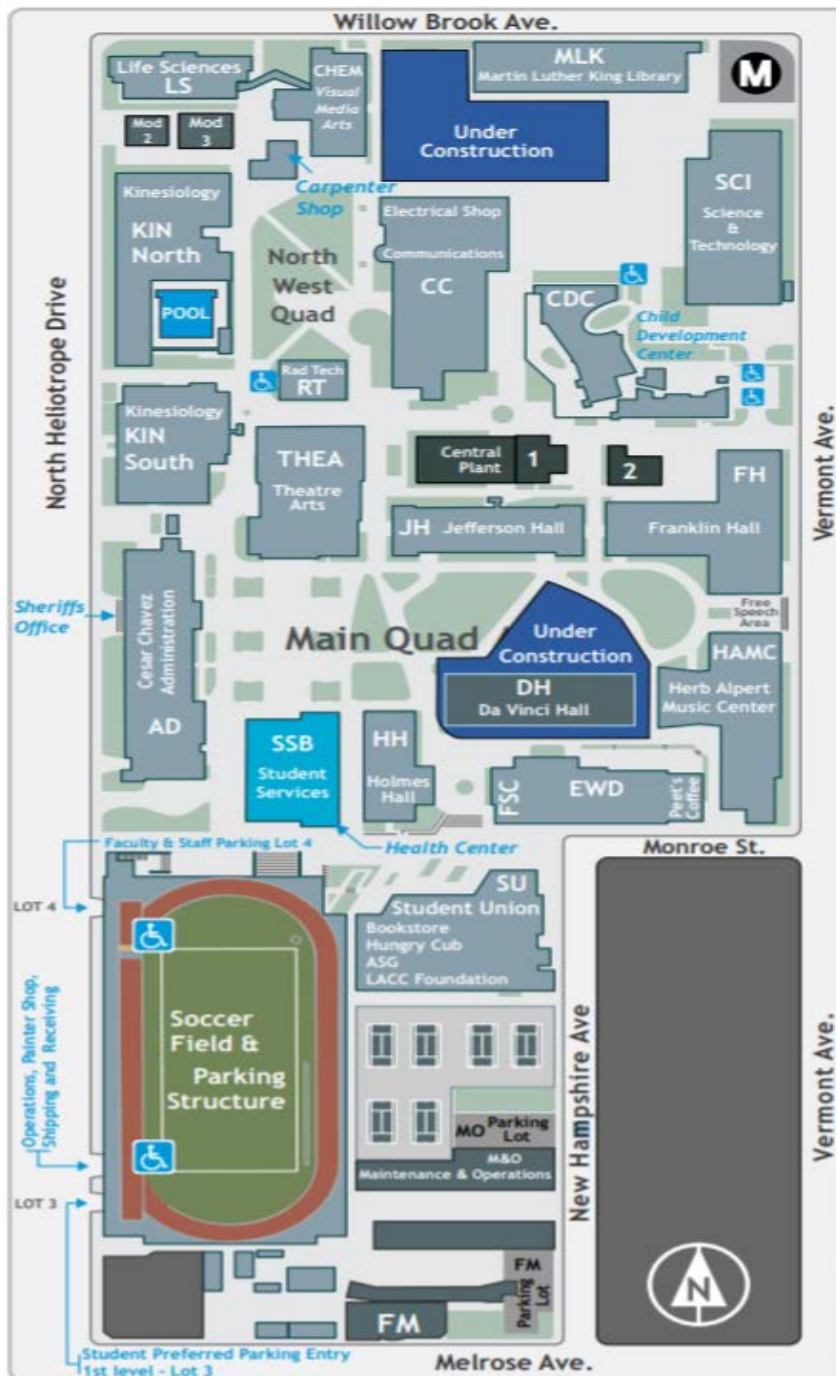 Willow Brook Ave.
Life Sciences
LS
CHEM
Visual
Media
Arts
MLK
Martin Luther King Library
M
Under
Construction
Mod
2
Mod
3
Carpenter
Shop
SCI
Science
&
Technology
Kinesiology
KIN
North
POOL
North
West
Quad
Electrical Shop
Communications
CC
CDC
Child
Development
Center
Rad Tech
RT
North Heliotrope Drive
Vermont Ave.
Kinesiology
KIN
South
THEA
Theatre
Arts
Central
Plant
1
2
FH
Franklin Hall
JH Jefferson Hall
Sheriffs
Office
Cesar Chavez
Administration
AD
Main Quad
Under
Construction
DH
Da Vinci Hall
Free
Speech
Area
HAMC
Herb Alpert
Music Center
SSB
Student
Services
HH
Holmes
Hall
FSC
EWD
Peet's
Coffee
Faculty & Staff Parking Lot 4
Health Center
Monroe St.
LOT 4
SU
Student Union
Bookstore
Hungry Cub
ASG
LACC Foundation
Operations, Painter Shop,
Shipping and Receiving
Soccer
Field &
Parking
Structure
MO Parking
Lot
M&O
Maintenance & Operations
New Hampshire Ave
Vermont Ave.
LOT 3
FM
Parking
Lot
FM
N
Student Preferred Parking Entry
1st level - Lot 3
Melrose Ave.